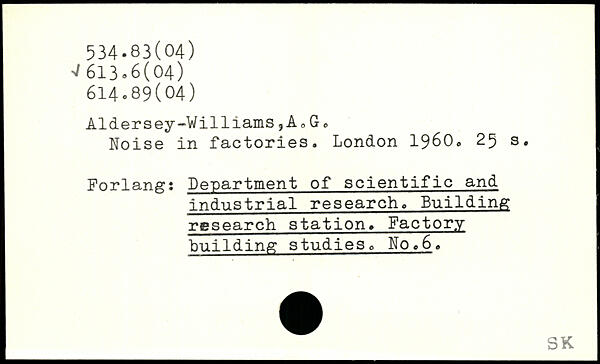 534.83(04)
√613.6(04)
614.89(04)
Aldersey-Williams,A.G.
Noise in factories. London 1960. 25 s.
Forlang: Department of scientific and
industrial research. Building
research station. Factory
building studies. No.6.
SK